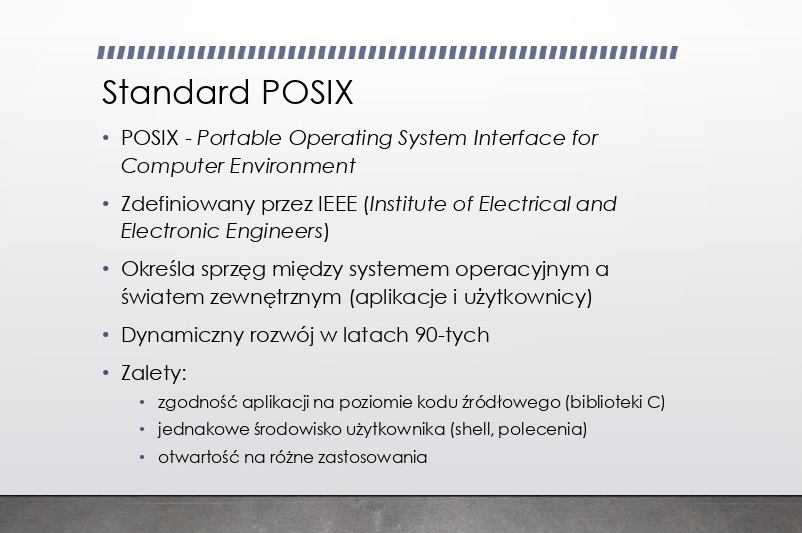 Standard POSIX
• POSIX - Portable Operating System Interface for
Computer Environment
• Zdefiniowany przez IEEE (Institute of Electrical and
Electronic Engineers)
• Określa sprzęg między systemem operacyjnym a
światem zewnętrznym (aplikacje i użytkownicy)
• Dynamiczny rozwój w latach 90-tych
• Zalety:
• zgodność aplikacji na poziomie kodu źródłowego (biblioteki C)
• jednakowe środowisko użytkownika (shell, polecenia)
• otwartość na różne zastosowania